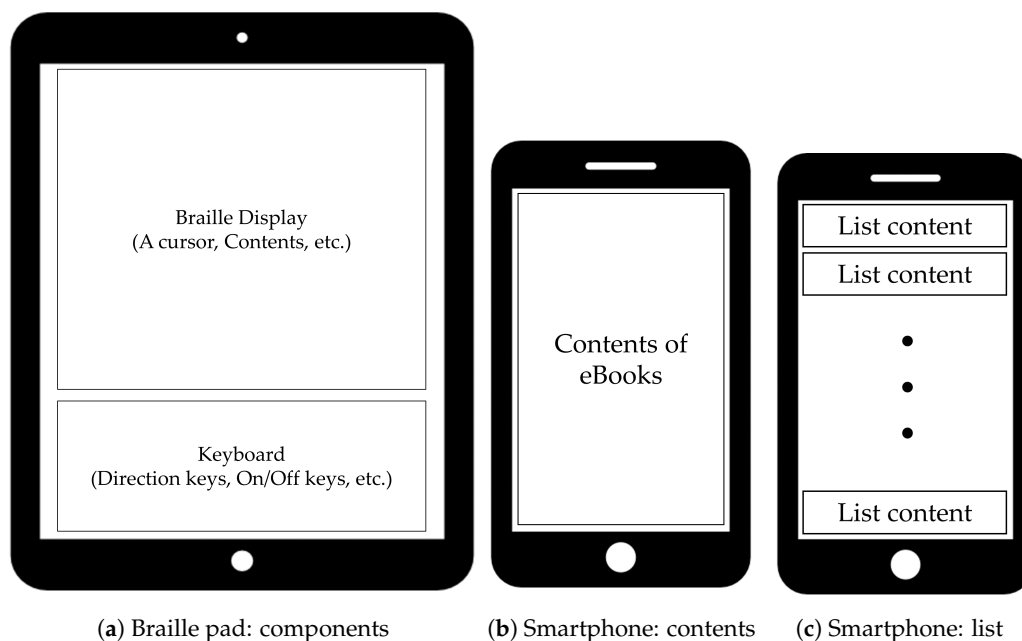 Braille Display
(A cursor, Contents, etc.)
Keyboard
(Direction keys, On/Off keys, etc.)
Contents of
eBooks
List content
List content
List content
(a) Braille pad: components
(b) Smartphone: contents
(c) Smartphone: list